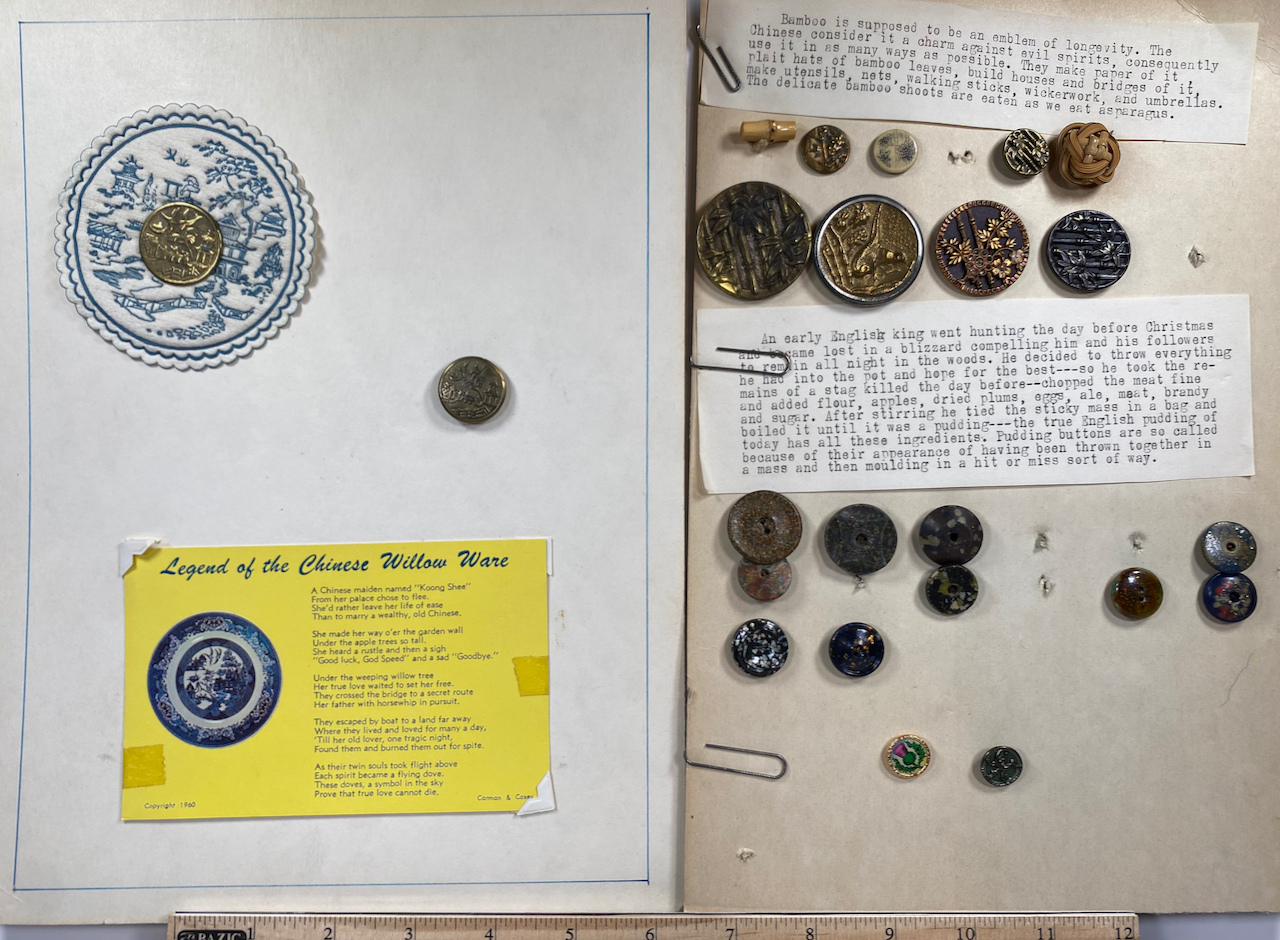 Legend of the Chinese Willow Ware
A Chinese maiden named "Koong Shee"
From her palace chose to flee.
She'd rather leave her life of ease
Than to marry a wealthy, old Chinese.
She made her way o'er the garden wall
Under the apple trees so tall.
She heard a rustle and then a sigh
"Good luck, God Speed" and a sad "Goodbye."
Under the weeping willow tree
Her true love waited to set her free.
They crossed the bridge to a secret route
Her father with horsewhip in pursuit.
They escaped by boat to a land far away
Where they lived and loved for many a day,
'Till her old lover, one tragic night,
Found them and burned them out for spite.
As their twin souls took flight above
Each spirit became a flying dove.
These doves, a symbol in the sky
Prove that true love cannot die.
Copyright 1960
&
Bamboo is supposed to be an emblem of longevity. The
Chinese consider it a charm against evil spirits, consequently
use it in as many ways as possible. They make paper of it,
plait hats of bamboo leaves, build houses and bridges of it,
make utensils, nets, walking sticks, wickerwork, and umbrellas.
The delicate bamboo shoots are eaten as we eat asparagus.
An early English king went hunting the day before Christmas
and became lost in a blizzard compelling him and his followers
to remain all night in the woods. He decided to throw everything
he had into the pot and hope for the best---so he took the re-
mains of a stag killed the day before--chopped the meat fine
and added flour, apples, dried plums, eggs, ale, meat, brandy
and sugar. After stirring he tied the sticky mass in a bag and
boiled it until it was a pudding---the true English pudding of
today has all these ingredients. Pudding buttons are so called
because of their appearance of having been thrown together in
a mass and then moulding in a hit or miss sort of way.
BAZIC 1 2 3 4 5 6 7 8 9 10 11 12